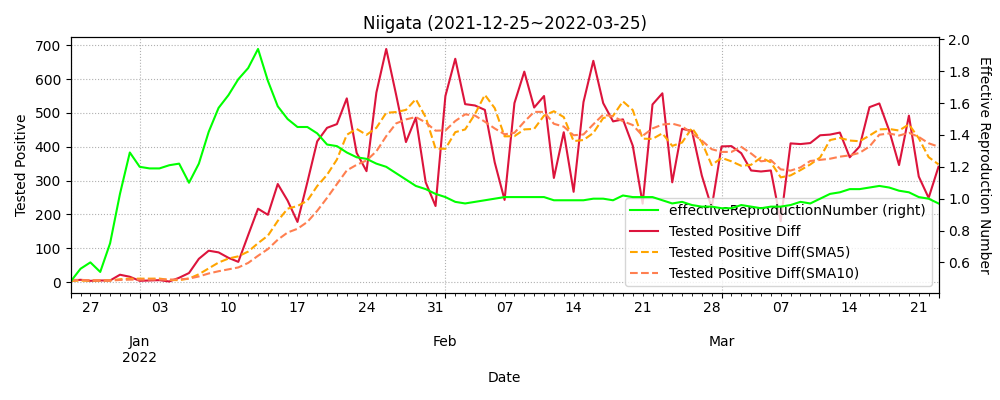 Niigata (2021-12-25~2022-03-25)
Tested Positive
700
600
500
400
300
200
100
0
2.0
1.8
1.6
1.4
1.2
1.0
0.8
0.6
Effective Reproduction Number
effectiveReproductionNumber (right)
Tested Positive Diff
Tested Positive Diff(SMA5)
Tested Positive Diff(SMA10)
27 03 10 17 24 31 07 14 21 28 07 14 21
Jan Feb Mar
2022
Date